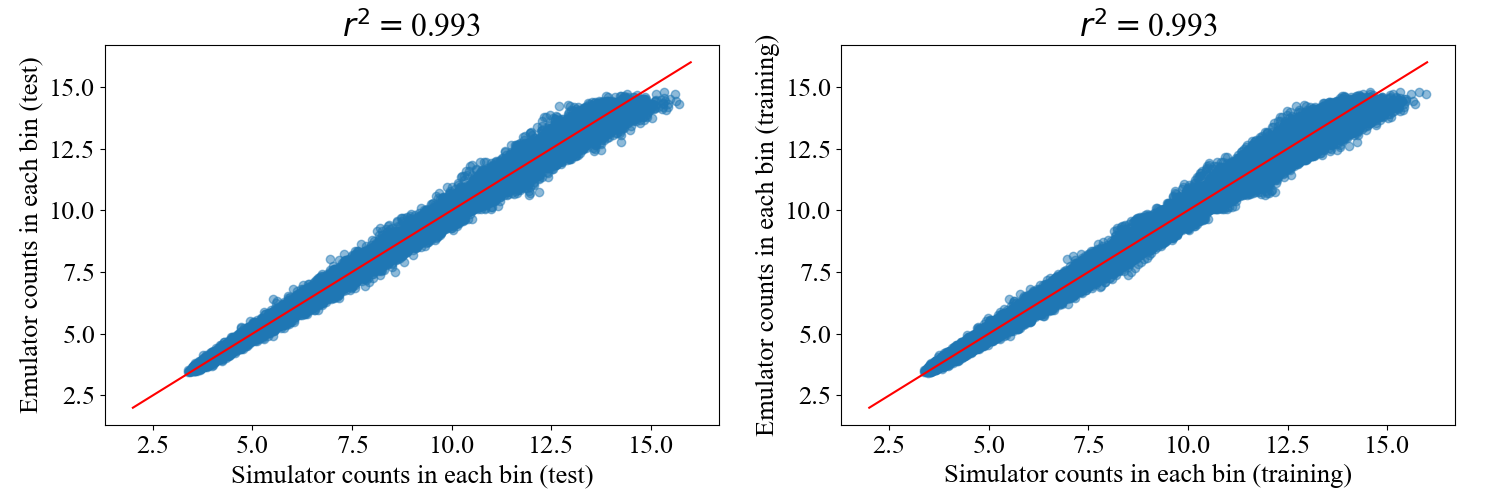 r² = 0.993
Emulator counts in each bin (test)
15.0
12.5
10.0
7.5
5.0
2.5
2.5 5.0 7.5 10.0 12.5 15.0
Simulator counts in each bin (test)
r² = 0.993
Emulator counts in each bin (training)
15.0
12.5
10.0
7.5
5.0
2.5
2.5 5.0 7.5 10.0 12.5 15.0
Simulator counts in each bin (training)